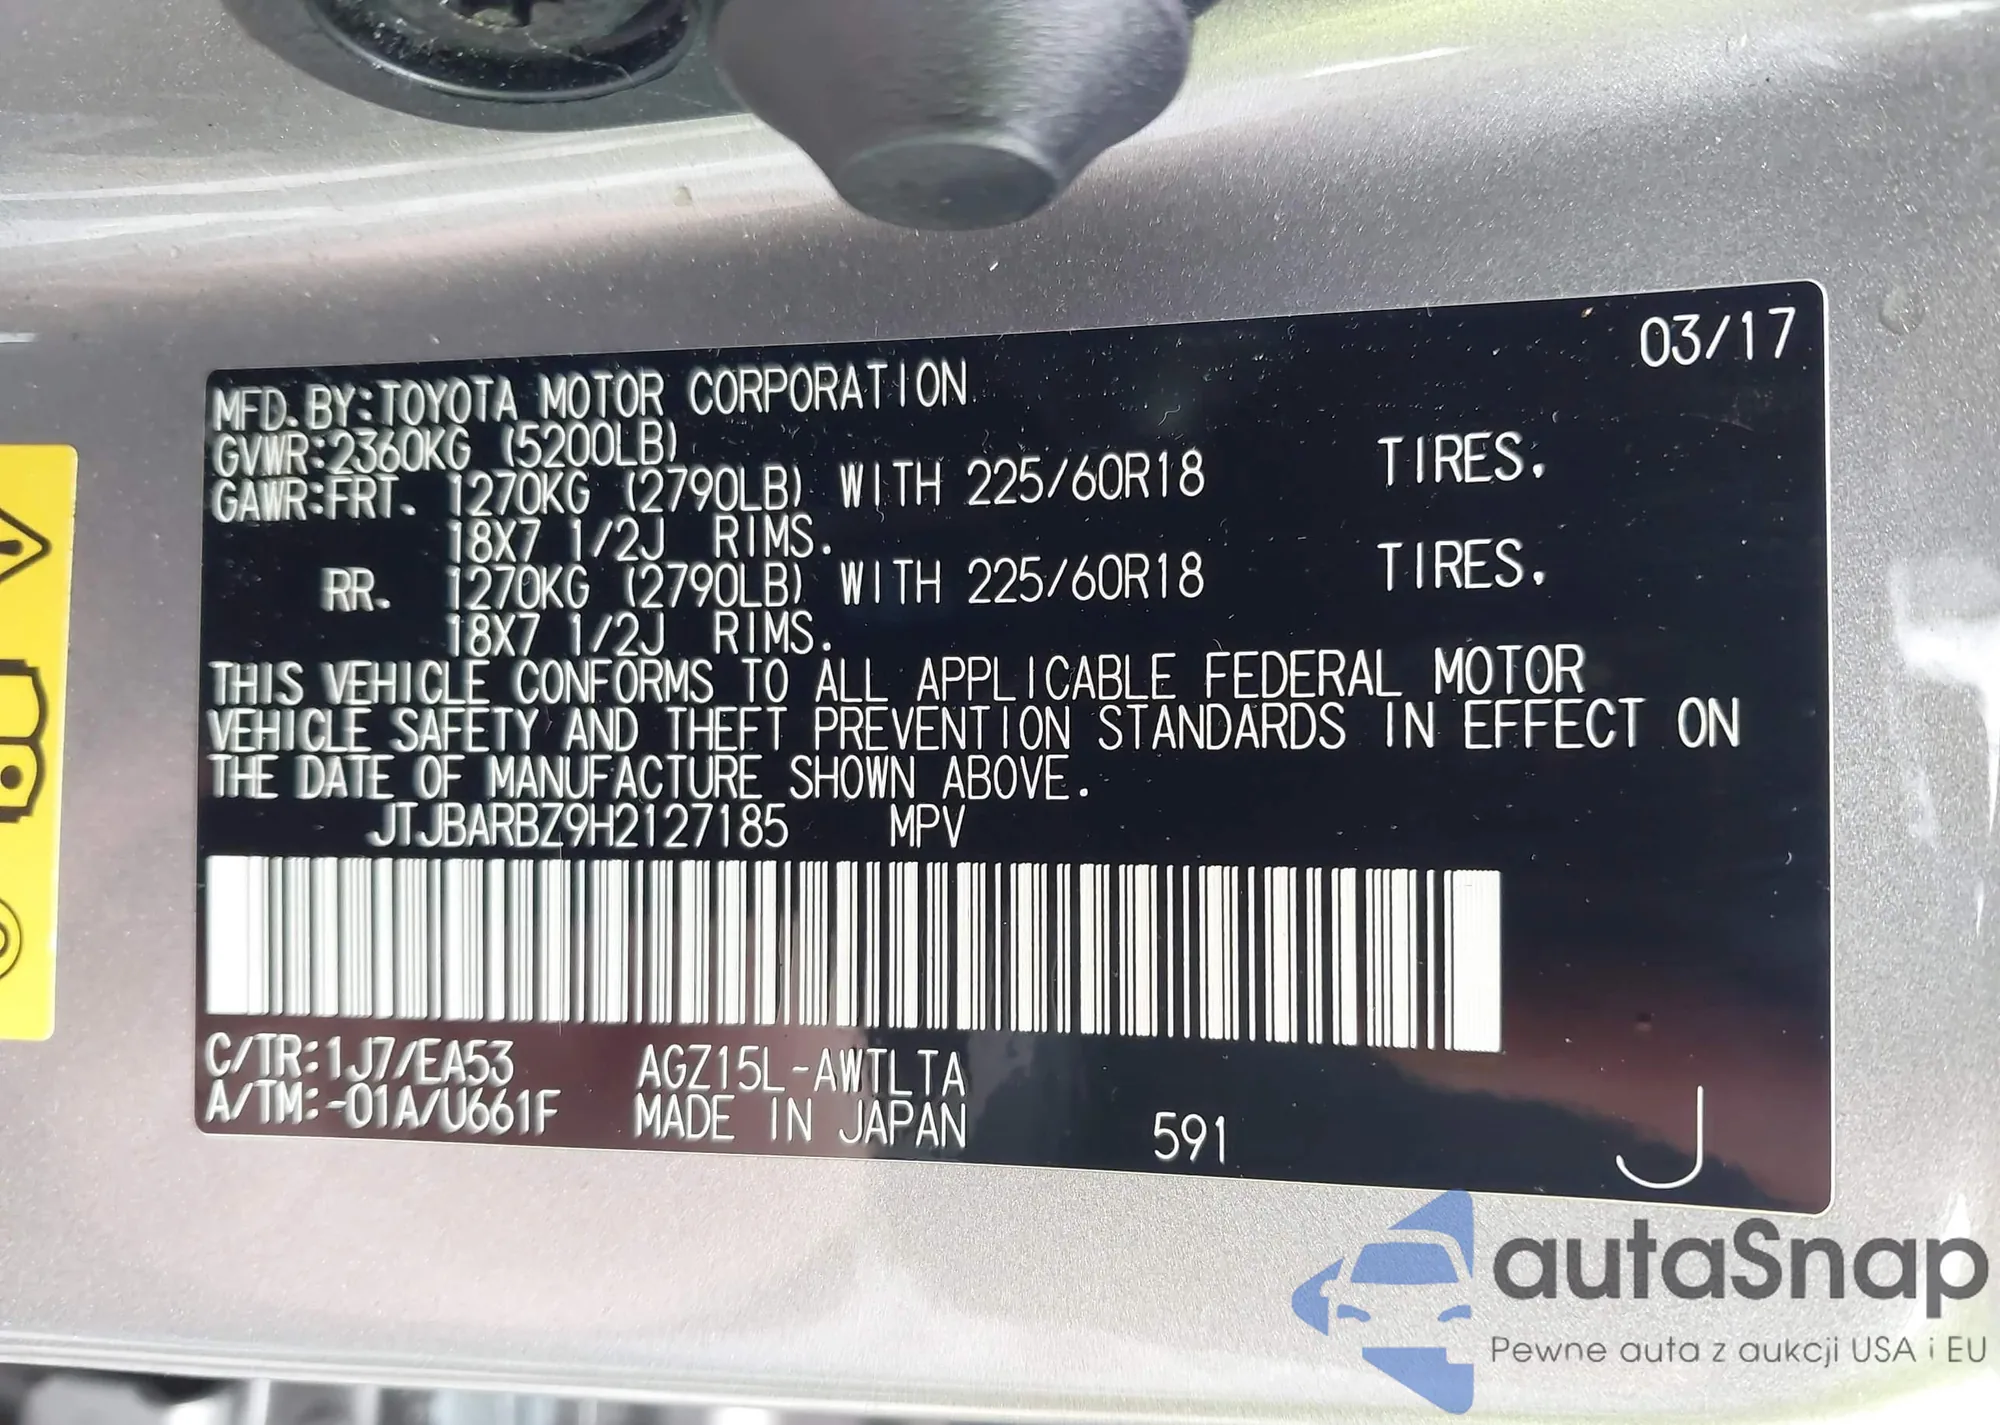 03/17
MFD. BY:TOYOTA MOTOR CORPORATION
GVWR:2360KG (5200LB)
GAWR:FRT. 1270KG (2790LB) WITH 225/60R18 TIRES.
18X7 1/2J RIMS.
RR. 1270KG (2790LB) WITH 225/60R18 TIRES.
18X7 1/2J RIMS.
THIS VEHICLE CONFORMS TO ALL APPLICABLE FEDERAL MOTOR
VEHICLE SAFETY AND THEFT PREVENTION STANDARDS IN EFFECT ON
THE DATE OF MANUFACTURE SHOWN ABOVE.
JTJBARBZ9H2127185 MPV
C/TR:1J7/EA53 AGZ15L-AWTLTA
A/TM:-01A/U661F MADE IN JAPAN 591 J
autaSnap
Pewne auta z aukcji USA i EU